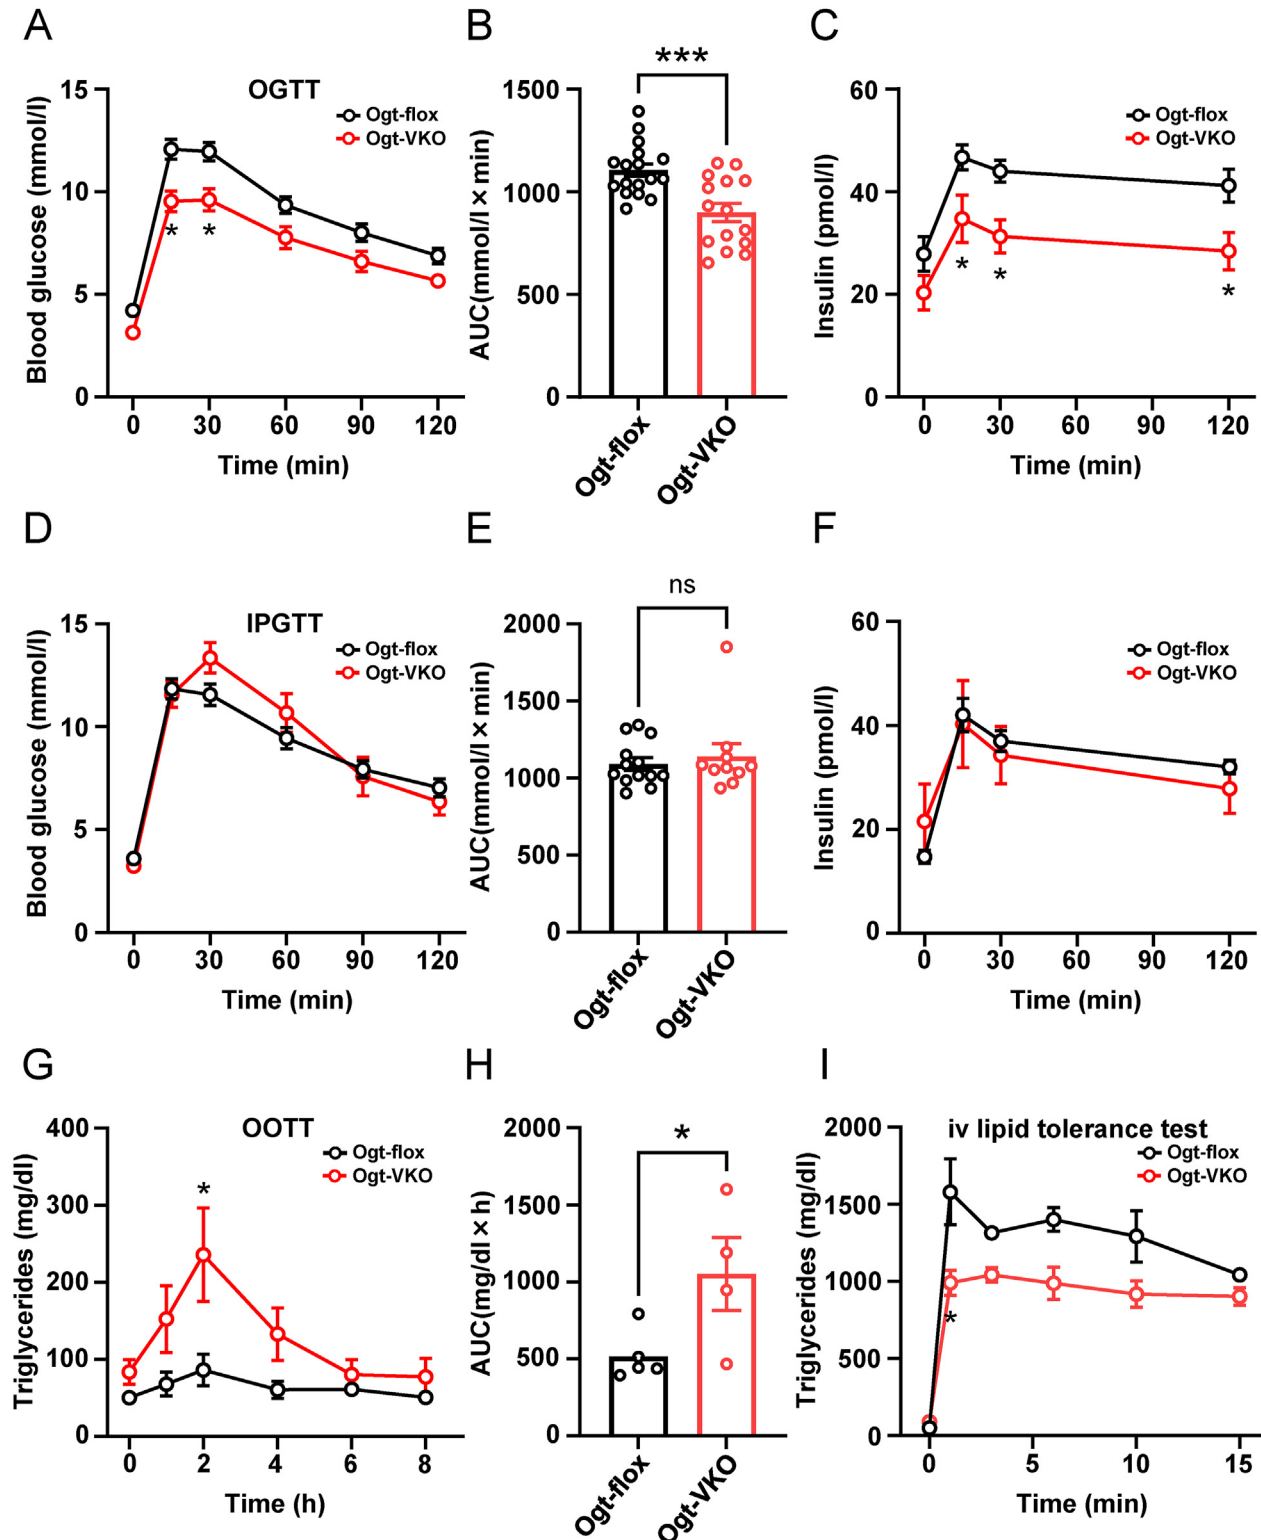 A
OGTT
Ogt-flox
Ogt-VKO
Blood glucose (mmol/l)
15
10
5
0
*
*
0 30 60 90 120
Time (min)
B
***
AUC(mmol/l × min)
1500
1000
500
0
Ogt-flox
Ogt-VKO
C
Ogt-flox
Ogt-VKO
Insulin (pmol/l)
60
40
20
0
*
*
*
0 30 60 90 120
Time (min)
D
IPGTT
Ogt-flox
Ogt-VKO
Blood glucose (mmol/l)
15
10
5
0
0 30 60 90 120
Time (min)
E
ns
AUC(mmol/l × min)
2000
1500
1000
500
0
Ogt-flox
Ogt-VKO
F
Ogt-flox
Ogt-VKO
Insulin (pmol/l)
60
40
20
0
0 30 60 90 120
Time (min)
G
OOTT
Ogt-flox
Ogt-VKO
Triglycerides (mg/dl)
400
300
200
100
0
*
0 2 4 6 8
Time (h)
H
*
AUC(mg/dl × h)
2000
1500
1000
500
0
Ogt-flox
Ogt-VKO
I
iv lipid tolerance test
Ogt-flox
Ogt-VKO
Triglycerides (mg/dl)
2000
1500
1000
500
0
*
0 5 10 15
Time (min)